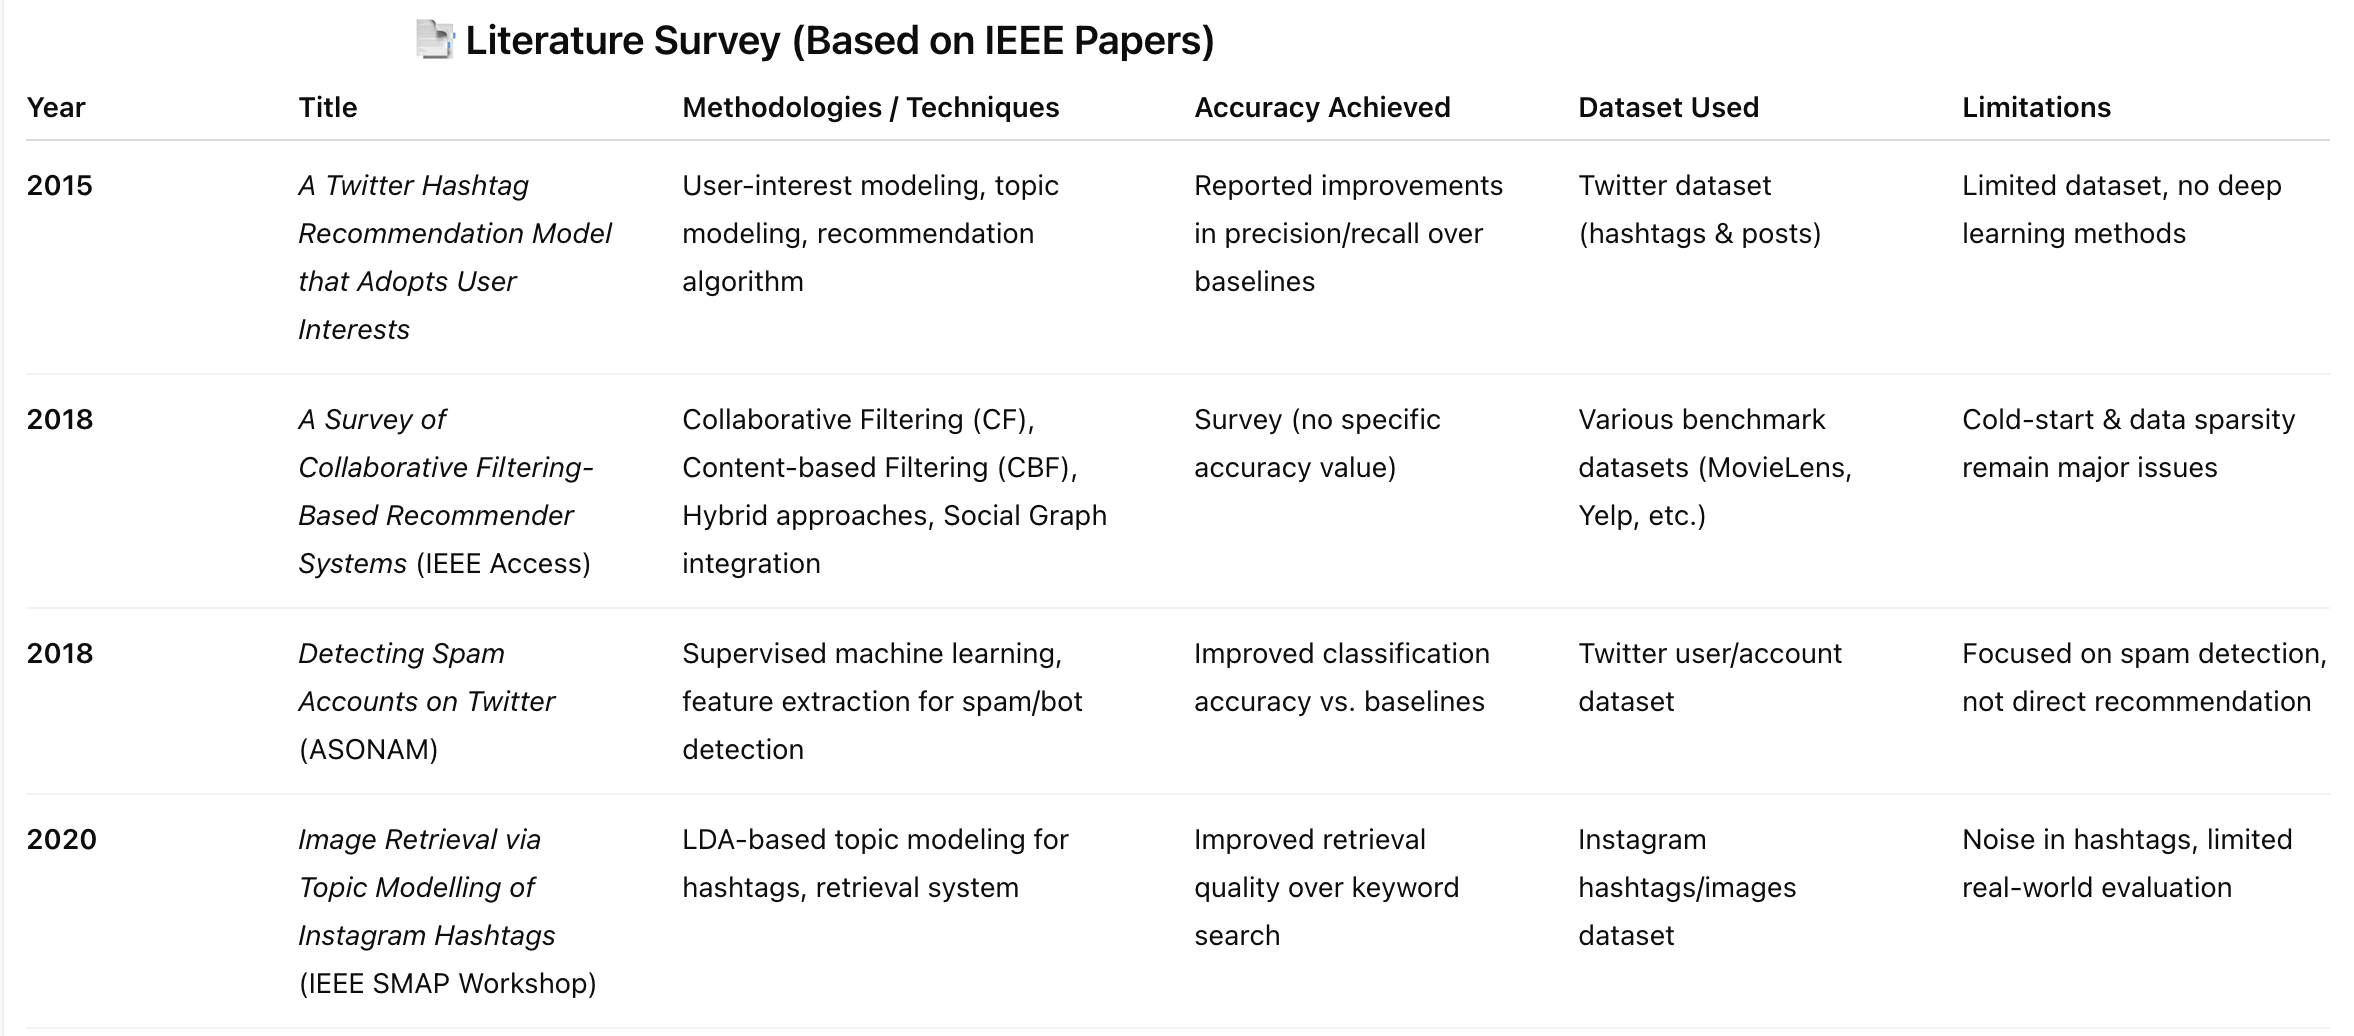 Literature Survey (Based on IEEE Papers)
Year Title Methodologies / Techniques Accuracy Achieved Dataset Used Limitations
2015 A Twitter Hashtag User-interest modeling, topic Reported improvements Twitter dataset Limited dataset, no deep
Recommendation Model modeling, recommendation in precision/recall over (hashtags & posts) learning methods
that Adopts User algorithm baselines
Interests
2018 A Survey of Collaborative Filtering (CF), Survey (no specific Various benchmark Cold-start & data sparsity
Collaborative Filtering- Content-based Filtering (CBF), accuracy value) datasets (MovieLens, remain major issues
Based Recommender Hybrid approaches, Social Graph Yelp, etc.)
Systems (IEEE Access) integration
2018 Detecting Spam Supervised machine learning, Improved classification Twitter user/account Focused on spam detection,
Accounts on Twitter feature extraction for spam/bot accuracy vs. baselines dataset not direct recommendation
(ASONAM) detection
2020 Image Retrieval via LDA-based topic modeling for Improved retrieval Instagram Noise in hashtags, limited
Topic Modelling of hashtags, retrieval system quality over keyword hashtags/images real-world evaluation
Instagram Hashtags search dataset
(IEEE SMAP Workshop)